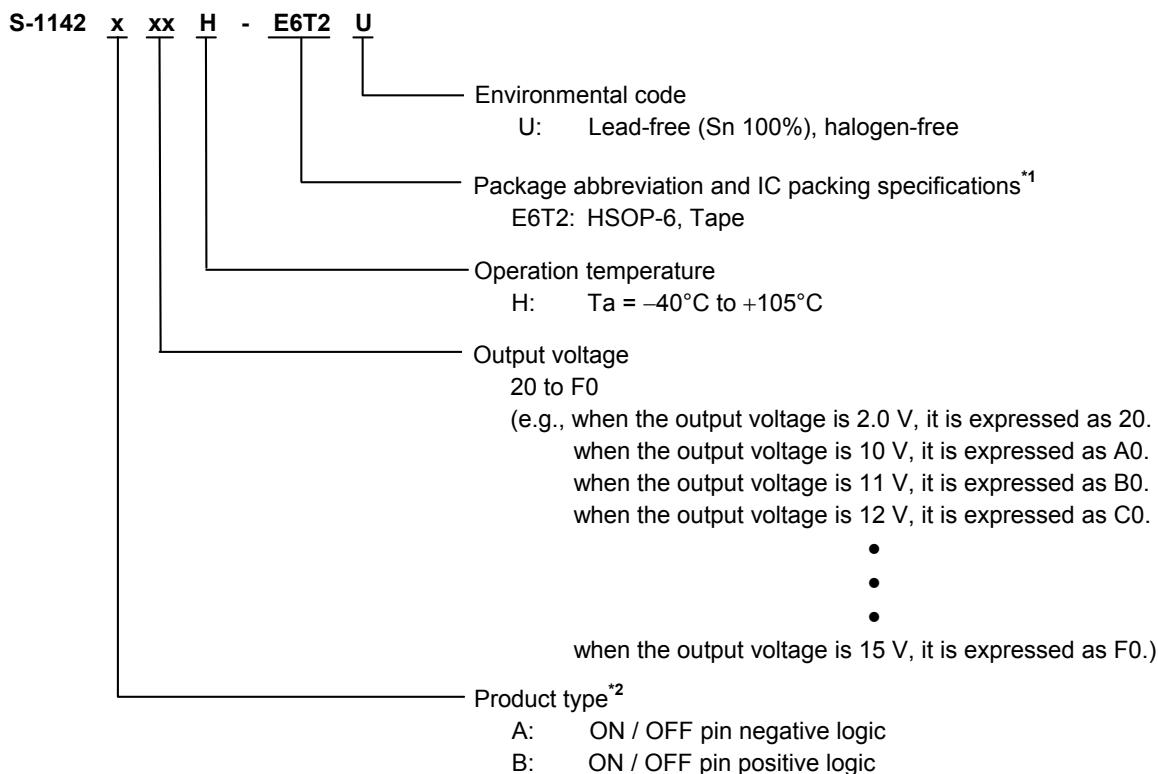 S-1142 x xx H - E6T2 U
Environmental code
U: Lead-free (Sn 100%), halogen-free
Package abbreviation and IC packing specifications*1
E6T2: HSOP-6, Tape
Operation temperature
H: Ta = −40°C to +105°C
Output voltage
20 to F0
(e.g., when the output voltage is 2.0 V, it is expressed as 20.
when the output voltage is 10 V, it is expressed as A0.
when the output voltage is 11 V, it is expressed as B0.
when the output voltage is 12 V, it is expressed as C0.
•
•
•
when the output voltage is 15 V, it is expressed as F0.)
Product type*2
A: ON / OFF pin negative logic
B: ON / OFF pin positive logic